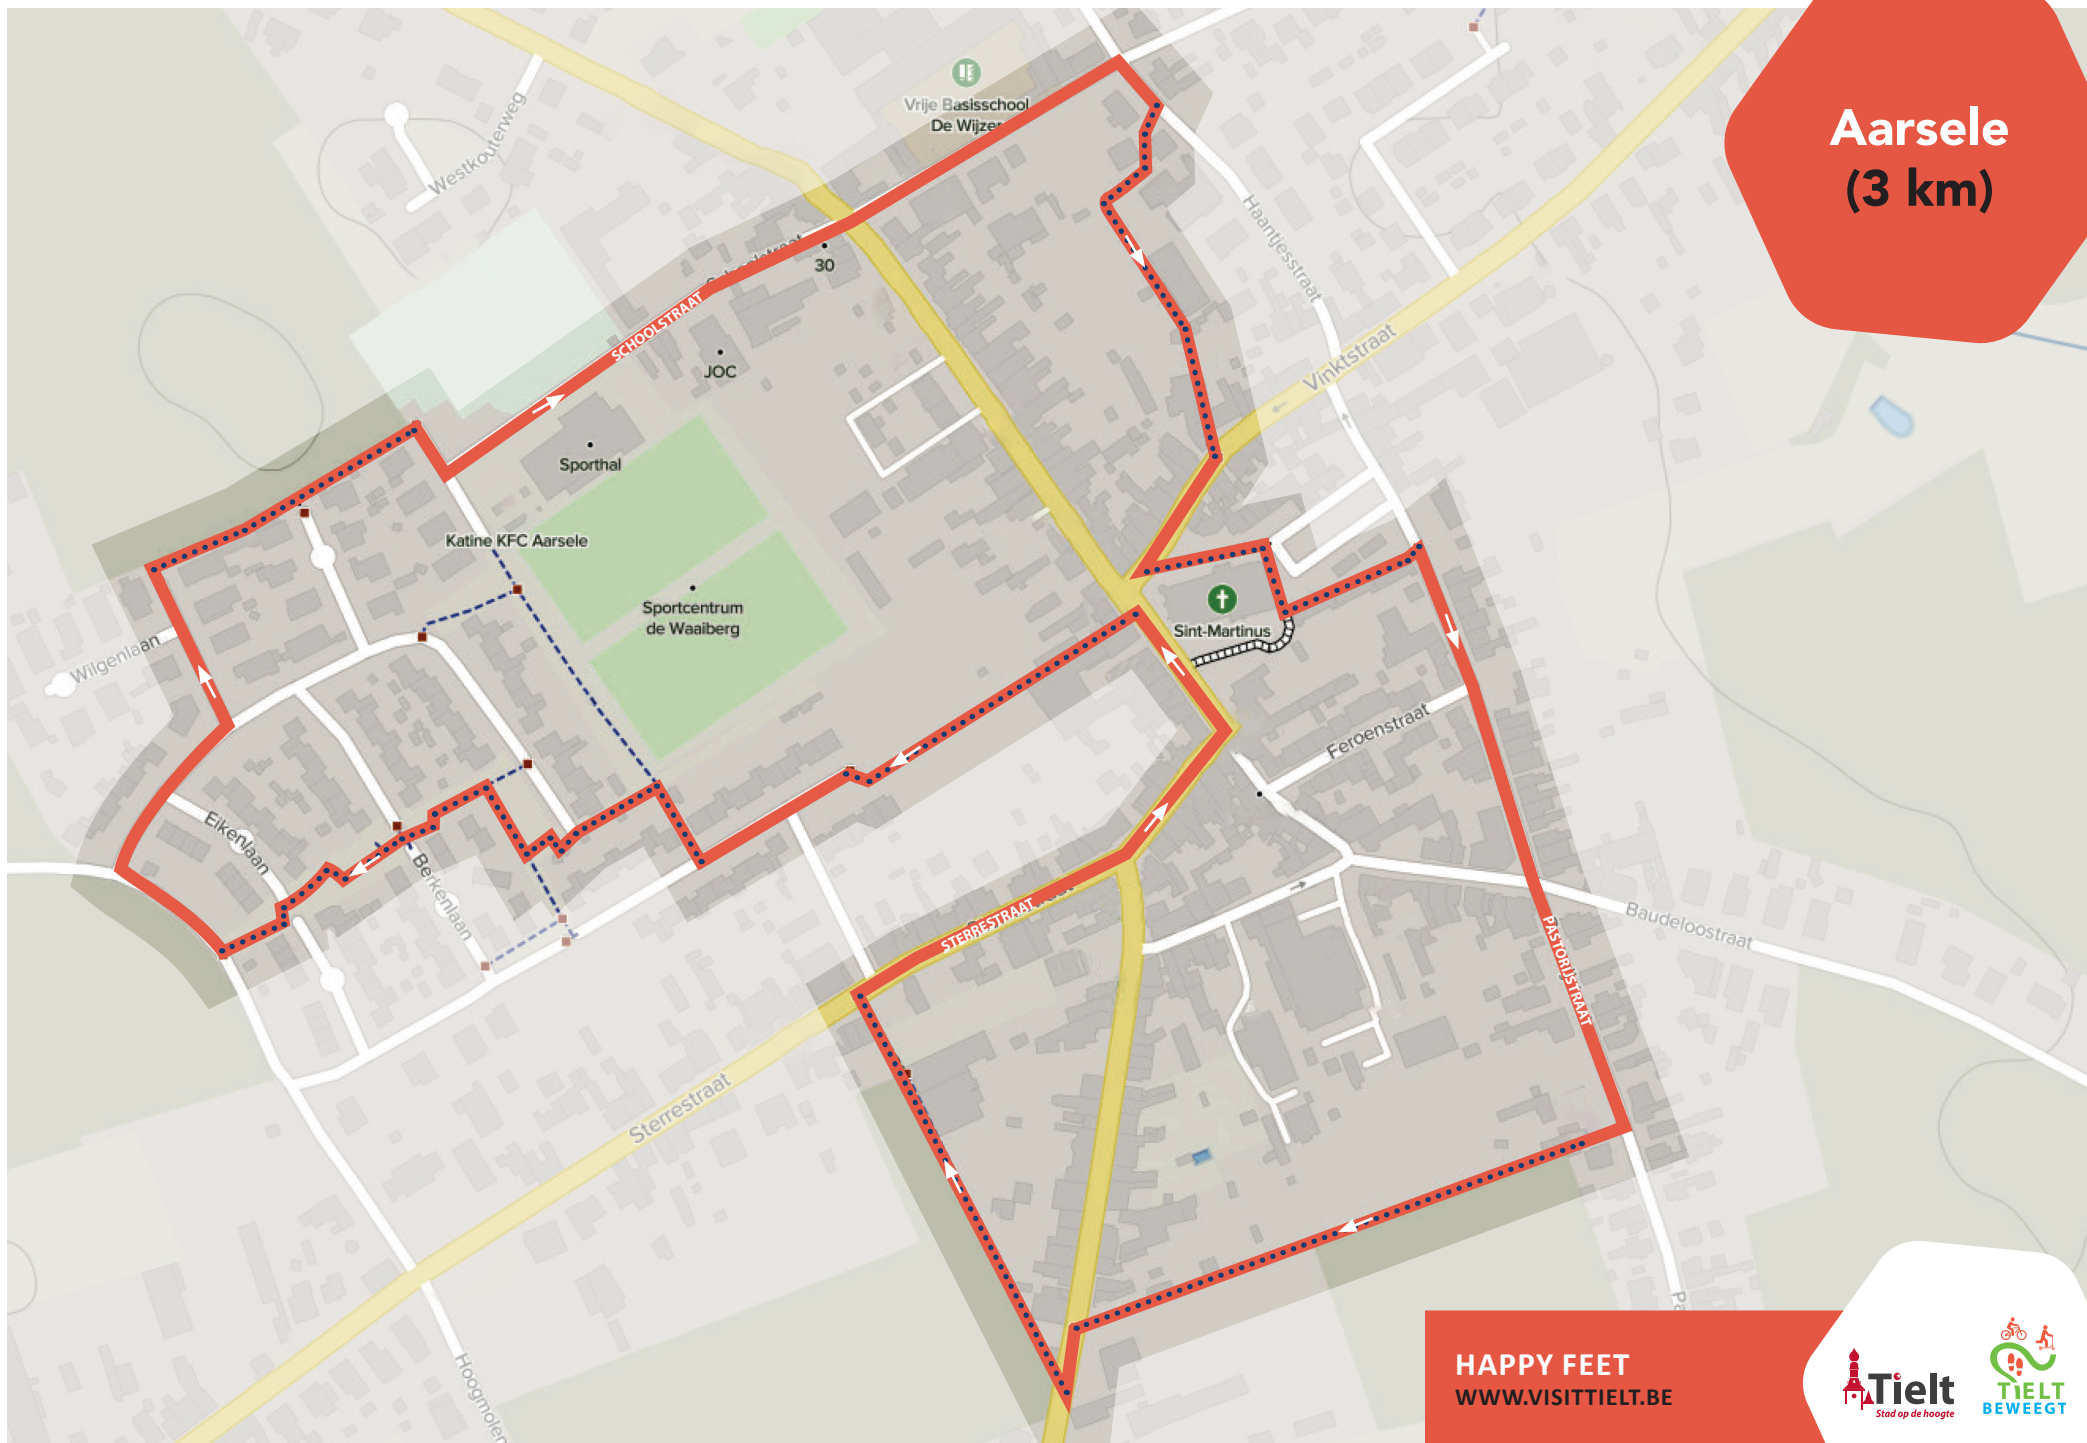 Aarsele
(3 km)
Vrije Basisschool
De Wijzer
Westkouterweg
Haantjesstraat
Schoolstraat
30
SCHOOLSTRAAT
JOC
Vinktstraat
Sporthal
Katine KFC Aarsele
Sportcentrum
de Waaiberg
Sint-Martinus
Wilgenlaan
Feroenstraat
Eikenlaan
Berkenlaan
STERRESTRAAT
PASTORIJSTRAAT
Baudeloostraat
Sterrestraat
Hoogmolen
Pa
HAPPY FEET
WWW.VISITTIELT.BE
Tielt
Stad op de hoogte
TIELT
BEWEEGT